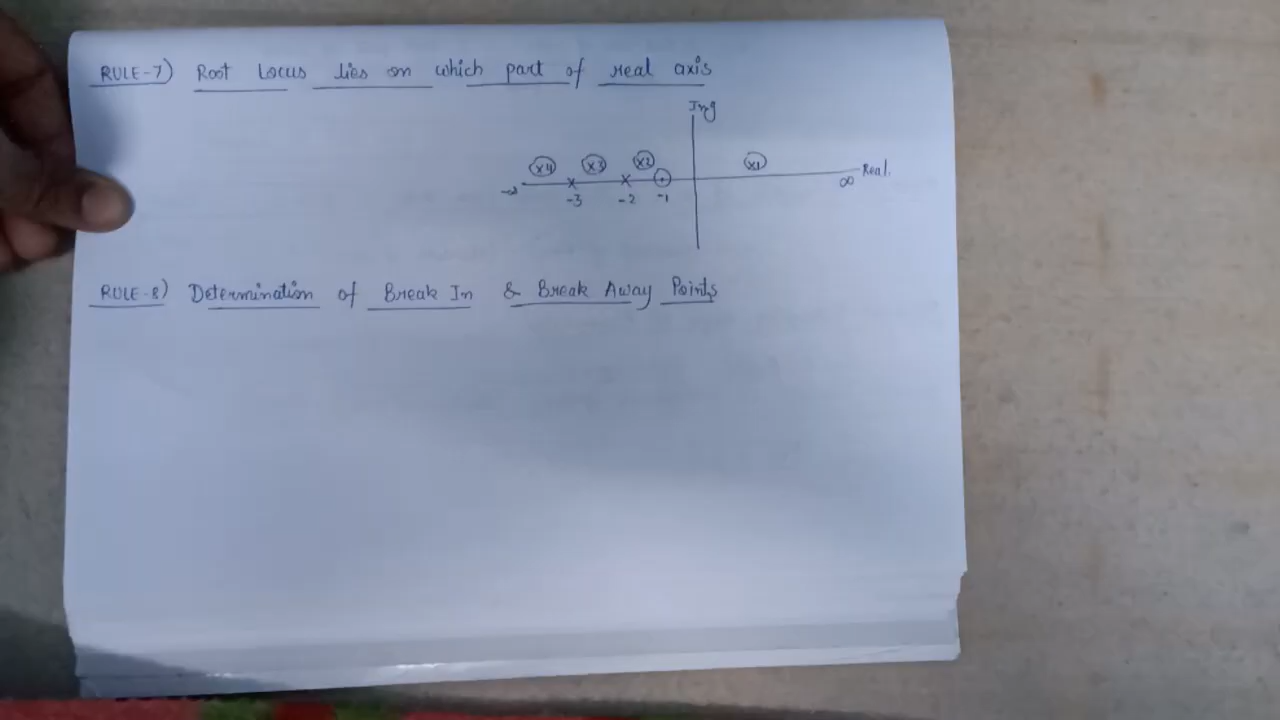 RULE-7) Root Locus lies on which part of real axis
Img
x4 x3 x2 x1
-∞ -3 -2 -1 ∞ Real.
RULE-8) Determination of Break In & Break Away Points